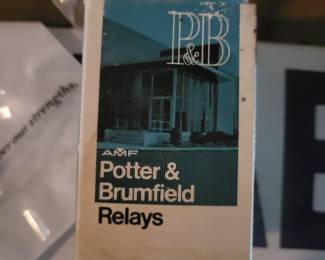 P&B
AMF
Potter &
Brumfield
Relays
our strengths,